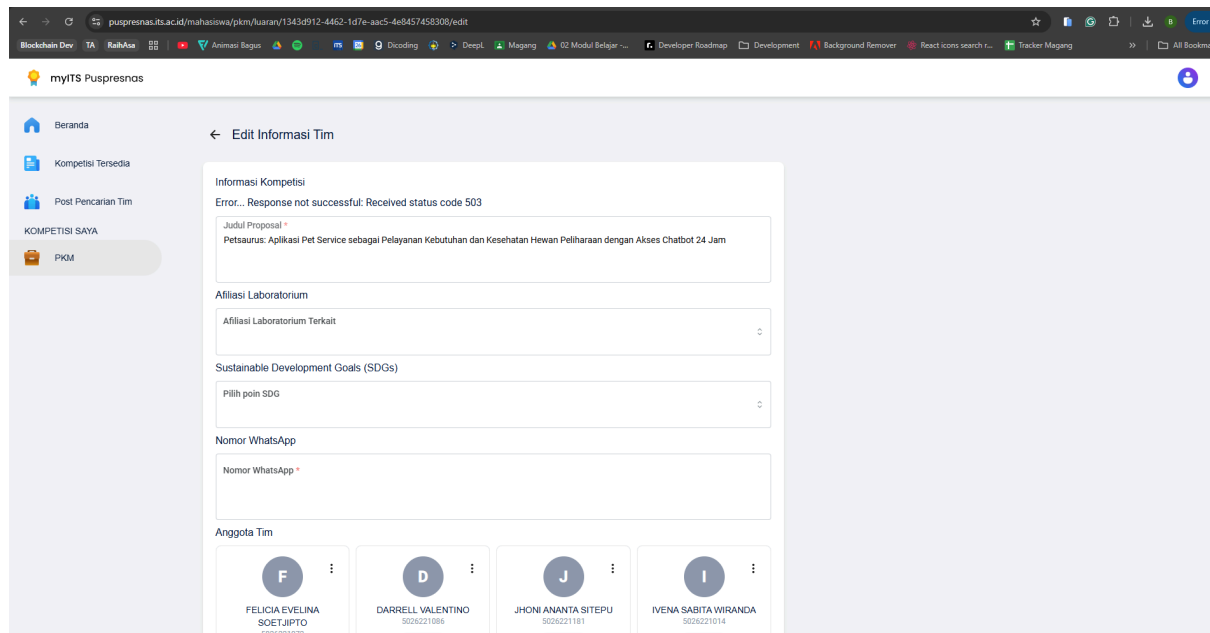 puspresnas.its.ac.id/mahasiswa/pkm/luaran/1343d912-4462-1d7e-aac5-4e8457458308/edit
B
Error
Blockchain Dev TA RaihAsa Animasi Bagus ITS Dicoding DeepL Magang 02 Modul Belajar -... Developer Roadmap Development Background Remover React icons search r... Tracker Magang » All Bookma
myITS Puspresnas
Beranda
Kompetisi Tersedia
Post Pencarian Tim
KOMPETISI SAYA
PKM
Edit Informasi Tim
Informasi Kompetisi
Error... Response not successful: Received status code 503
Judul Proposal *
Petsaurus: Aplikasi Pet Service sebagai Pelayanan Kebutuhan dan Kesehatan Hewan Peliharaan dengan Akses Chatbot 24 Jam
Afiliasi Laboratorium
Afiliasi Laboratorium Terkait
Sustainable Development Goals (SDGs)
Pilih poin SDG
Nomor WhatsApp
Nomor WhatsApp *
Anggota Tim
F D J I
FELICIA EVELINA SOETJIPTO
DARRELL VALENTINO
5026221086
JHONI ANANTA SITEPU
5026221181
IVENA SABITA WIRANDA
5026221014